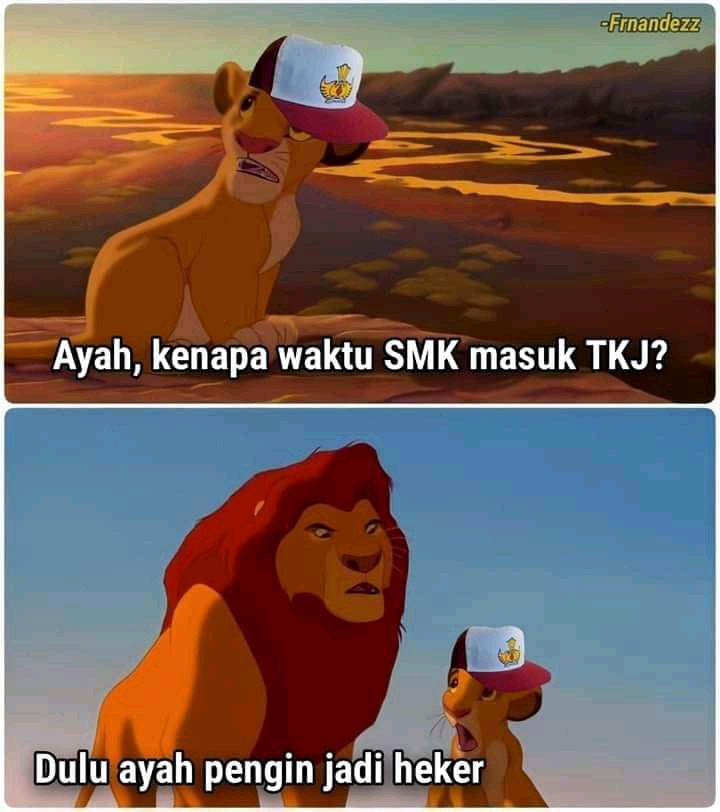 -Frnandezz
Ayah, kenapa waktu SMK masuk TKJ?
Dulu ayah pengin jadi heker